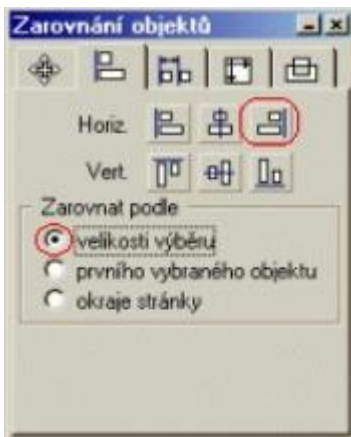 Zarovnání objektů
Horiz.
Vert.
Zarovnat podle
velikosti výběru
prvního vybraného objektu
okraje stránky